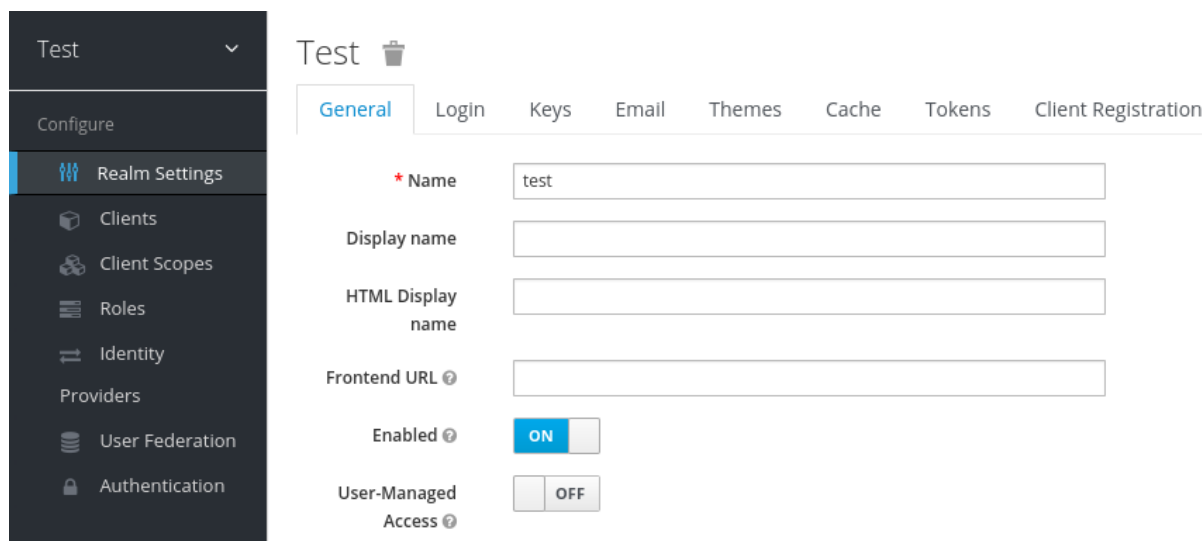 Test
Configure
Realm Settings
Clients
Client Scopes
Roles
Identity
Providers
User Federation
Authentication
Test
General Login Keys Email Themes Cache Tokens Client Registration
* Name test
Display name
HTML Display
name
Frontend URL
Enabled ON
User-Managed
Access OFF